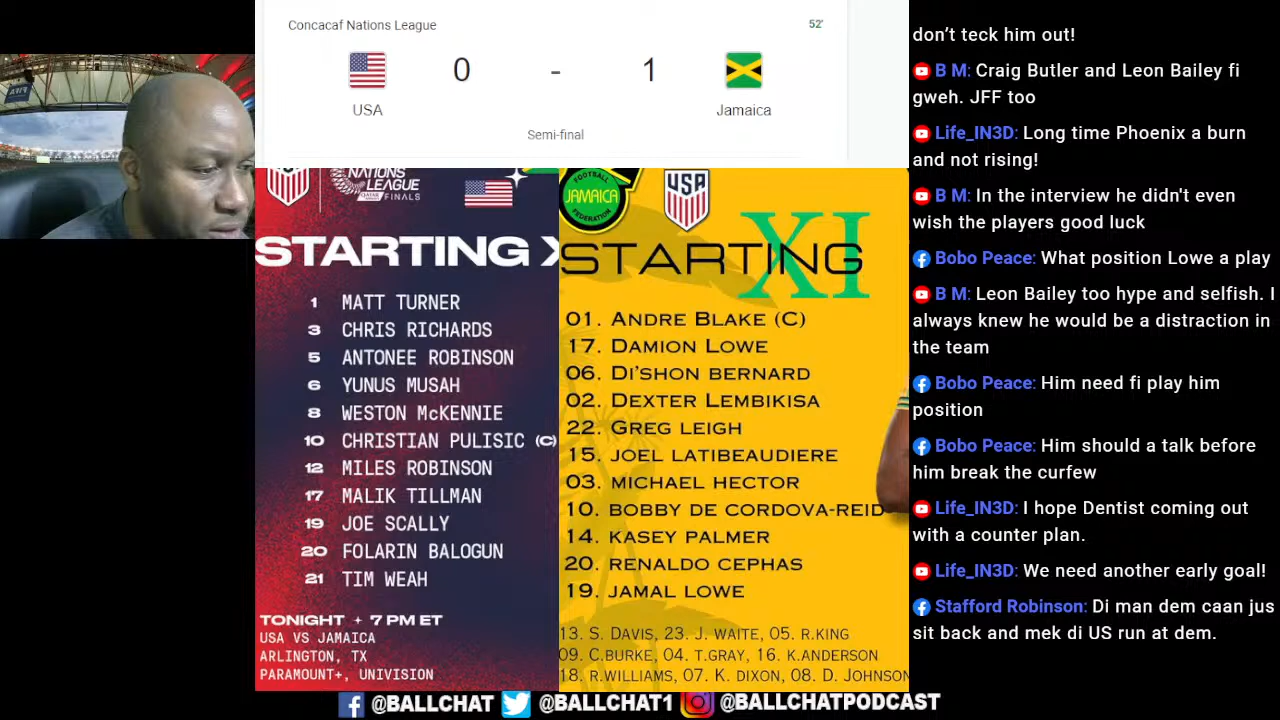 Concacaf Nations League
52'
0 - 1
USA
Jamaica
Semi-final
NATIONS
LEAGUE
FINALS
STARTING X
1 MATT TURNER
3 CHRIS RICHARDS
5 ANTONEE ROBINSON
6 YUNUS MUSAH
8 WESTON McKENNIE
10 CHRISTIAN PULISIC (C)
12 MILES ROBINSON
17 MALIK TILLMAN
19 JOE SCALLY
20 FOLARIN BALOGUN
21 TIM WEAH
TONIGHT + 7 PM ET
USA VS JAMAICA
ARLINGTON, TX
PARAMOUNT+, UNIVISION
FOOTBALL
JAMAICA
FEDERATION
USA
STARTING XI
01. ANDRE BLAKE (C)
17. DAMION LOWE
06. DI'SHON BERNARD
02. DEXTER LEMBIKISA
22. GREG LEIGH
15. JOEL LATIBEAUDIERE
03. MICHAEL HECTOR
10. BOBBY DE CORDOVA-REID
14. KASEY PALMER
20. RENALDO CEPHAS
19. JAMAL LOWE
13. S. DAVIS, 23. J. WAITE, 05. R.KING
09. C.BURKE, 04. T.GRAY, 16. K.ANDERSON
18. R.WILLIAMS, 07. K. DIXON, 08. D. JOHNSON
don't teck him out!
B M: Craig Butler and Leon Bailey fi
gweh. JFF too
Life_IN3D: Long time Phoenix a burn
and not rising!
B M: In the interview he didn't even
wish the players good luck
Bobo Peace: What position Lowe a play
B M: Leon Bailey too hype and selfish. I
always knew he would be a distraction in
the team
Bobo Peace: Him need fi play him
position
Bobo Peace: Him should a talk before
him break the curfew
Life_IN3D: I hope Dentist coming out
with a counter plan.
Life_IN3D: We need another early goal!
Stafford Robinson: Di man dem caan jus
sit back and mek di US run at dem.
@BALLCHAT @BALLCHAT1 @BALLCHATPODCAST